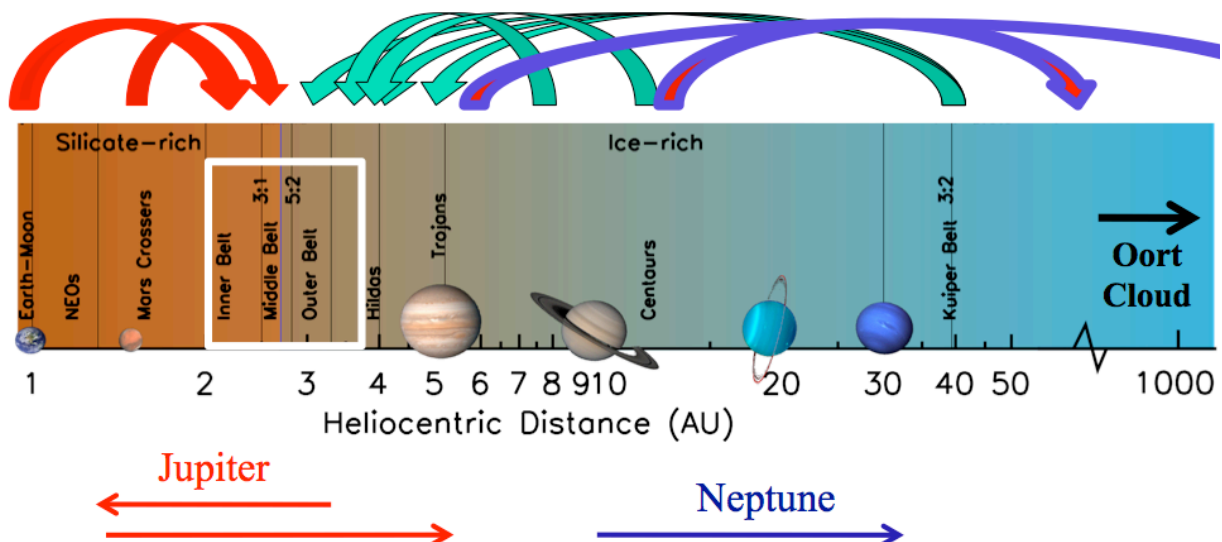 Silicate-rich
Ice-rich
Earth-Moon
NEOs
Mars Crossers
Inner Belt
Middle Belt 3:1
5:2
Outer Belt
Hildas
Trojans
Centaurs
Kuiper Belt 3:2
Oort
Cloud
1 2 3 4 5 6 7 8 910 20 30 40 50 1000
Heliocentric Distance (AU)
Jupiter
Neptune